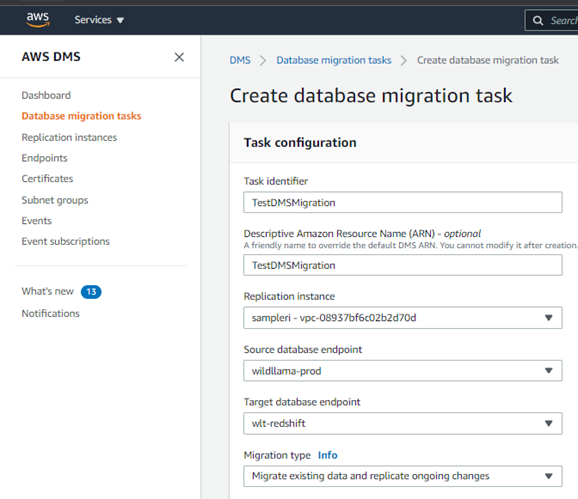 aws
Services
Search
AWS DMS
DMS
Database migration tasks
Create database migration task
Dashboard
Database migration tasks
Replication instances
Endpoints
Certificates
Subnet groups
Events
Event subscriptions
What's new 13
Notifications
Create database migration task
Task configuration
Task identifier
TestDMSMigration
Descriptive Amazon Resource Name (ARN) - optional
A friendly name to override the default DMS ARN. You cannot modify it after creation.
TestDMSMigration
Replication instance
sampleri - vpc-08937bf6c02b2d70d
Source database endpoint
wildllama-prod
Target database endpoint
wlt-redshift
Migration type Info
Migrate existing data and replicate ongoing changes